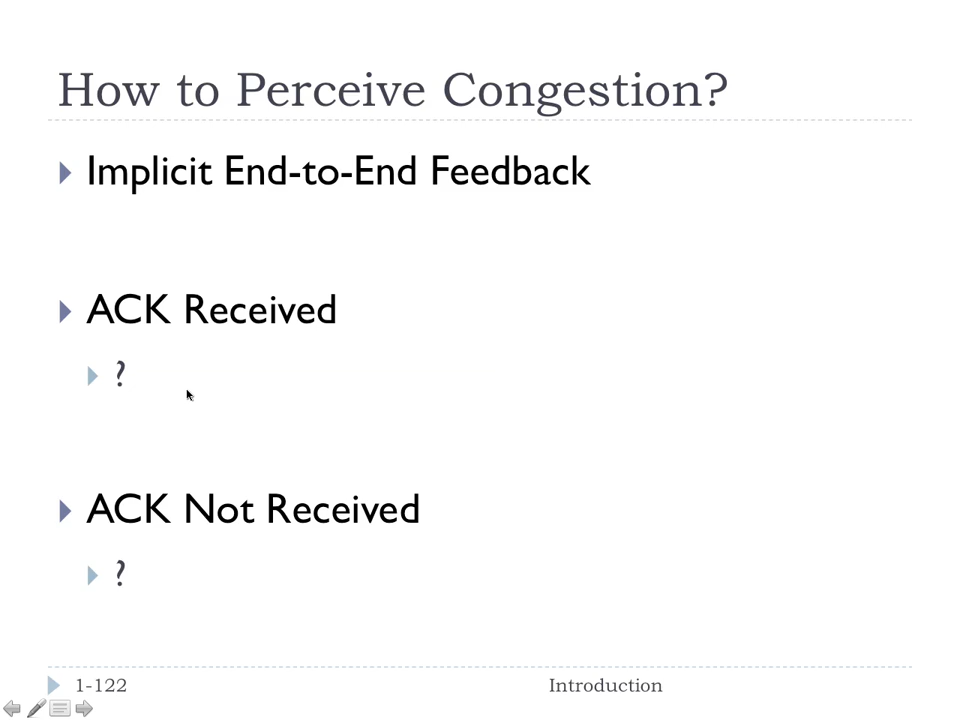 How to Perceive Congestion?
Implicit End-to-End Feedback
ACK Received
?
ACK Not Received
?
1-122
Introduction